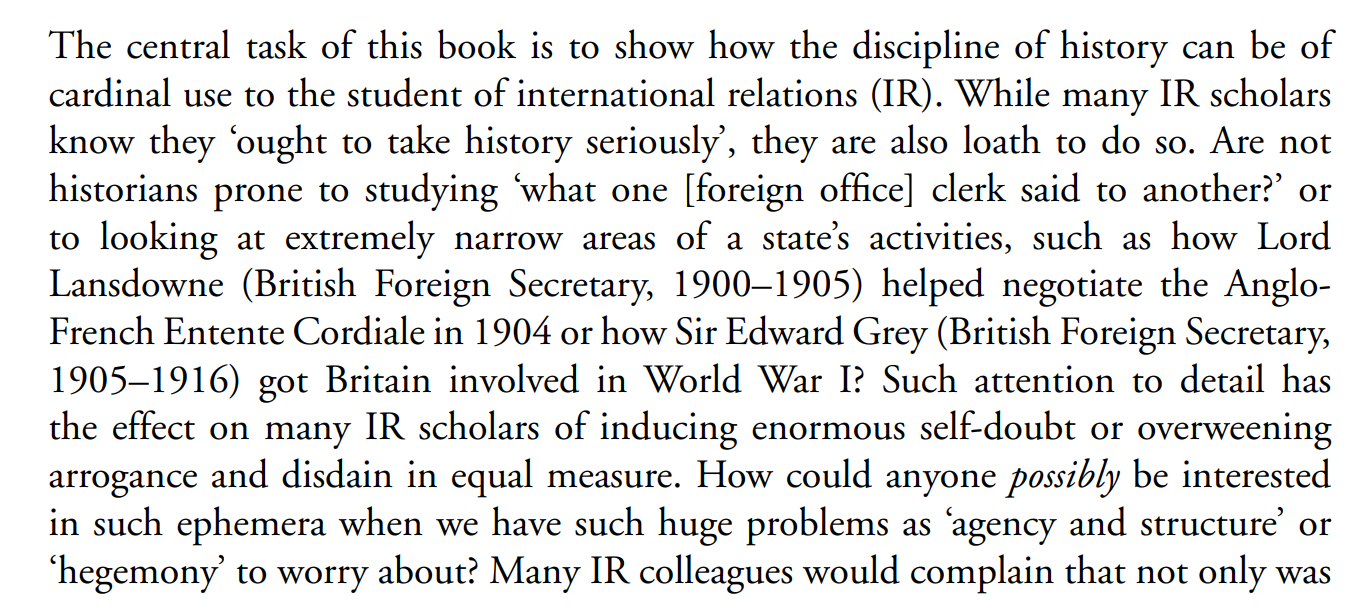 The central task of this book is to show how the discipline of history can be of
cardinal use to the student of international relations (IR). While many IR scholars
know they ‘ought to take history seriously’, they are also loath to do so. Are not
historians prone to studying ‘what one [foreign office] clerk said to another?’ or
to looking at extremely narrow areas of a state’s activities, such as how Lord
Lansdowne (British Foreign Secretary, 1900–1905) helped negotiate the Anglo-
French Entente Cordiale in 1904 or how Sir Edward Grey (British Foreign Secretary,
1905–1916) got Britain involved in World War I? Such attention to detail has
the effect on many IR scholars of inducing enormous self-doubt or overweening
arrogance and disdain in equal measure. How could anyone possibly be interested
in such ephemera when we have such huge problems as ‘agency and structure’ or
‘hegemony’ to worry about? Many IR colleagues would complain that not only was